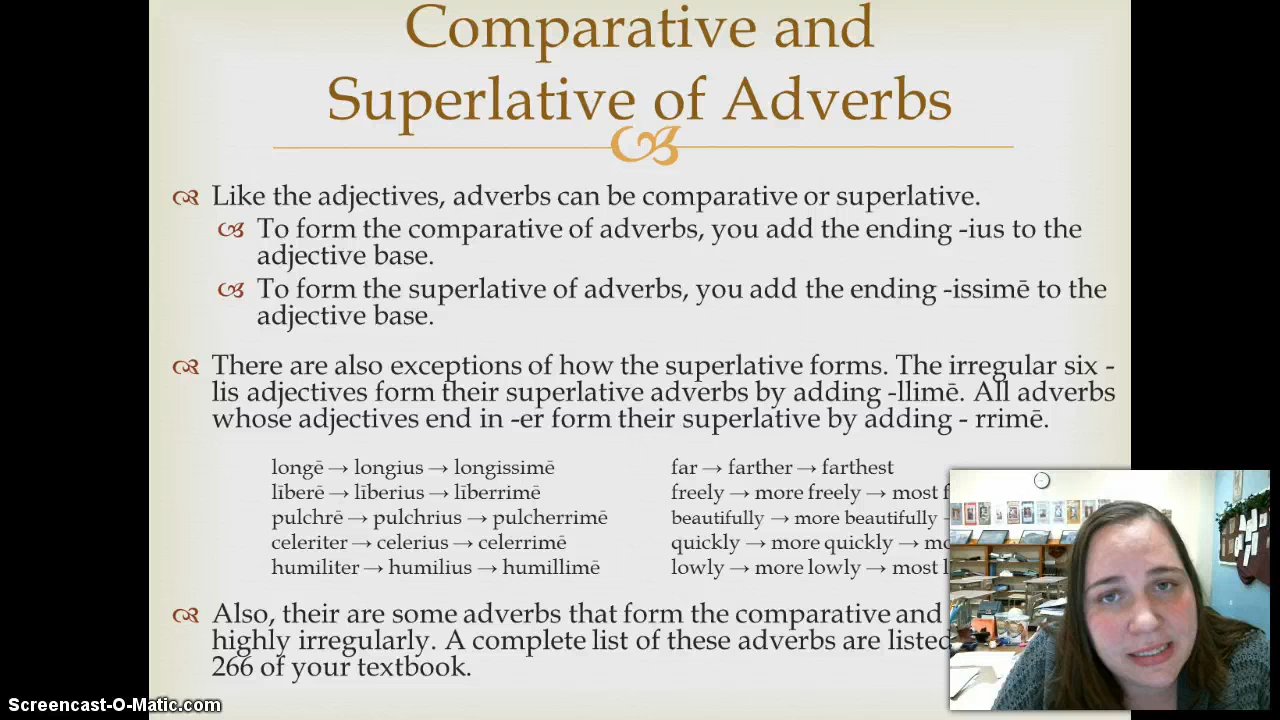 Comparative and
Superlative of Adverbs
Like the adjectives, adverbs can be comparative or superlative.
To form the comparative of adverbs, you add the ending -ius to the
adjective base.
To form the superlative of adverbs, you add the ending -issimē to the
adjective base.
There are also exceptions of how the superlative forms. The irregular six -
lis adjectives form their superlative adverbs by adding -llimē. All adverbs
whose adjectives end in -er form their superlative by adding - rrimē.
longē → longius → longissimē
līberē → līberius → līberrimē
pulchrē → pulchrius → pulcherrimē
celeriter → celerius → celerrimē
humiliter → humilius → humillimē
far → farther → farthest
freely → more freely → most
beautifully → more beautifully
quickly → more quickly →
lowly → more lowly → most
Also, their are some adverbs that form the comparative and
highly irregularly. A complete list of these adverbs are listed
266 of your textbook.
Screencast-O-Matic.com